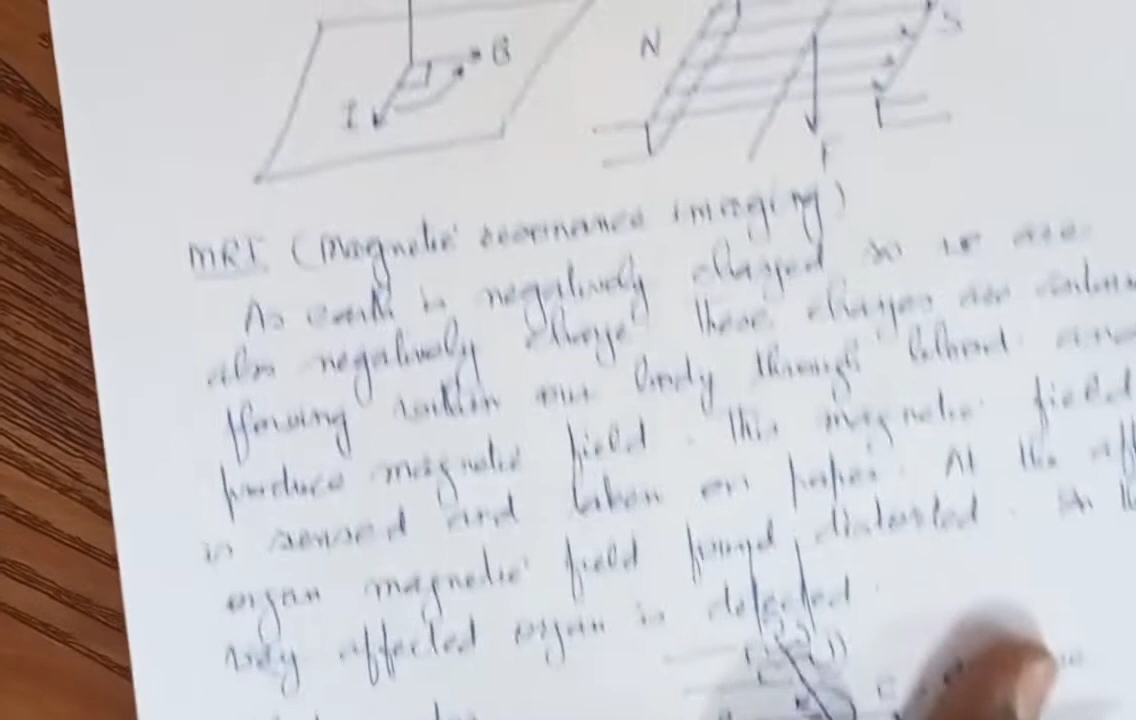 B
I
N
S
F
MRI (Magnetic resonance imaging)
As earth is negatively charged so we are
also negatively charge these charges are
flowing within our body through blood and
produce magnetic field. This magnetic field
is sensed and taken on paper. At the
organ magnetic field found distorted. In
way affected organ is detected.